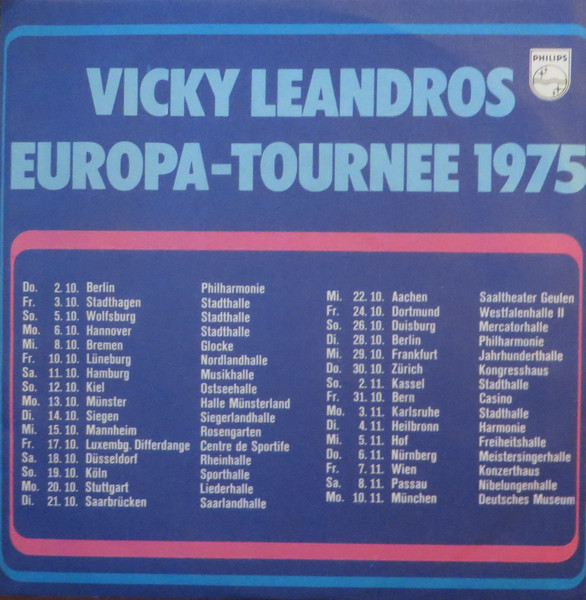 PHILIPS
VICKY LEANDROS
EUROPA-TOURNEE 1975
Do. 2. 10. Berlin Philharmonie
Fr. 3. 10. Stadthagen Stadthalle
So. 5. 10. Wolfsburg Stadthalle
Mo. 6. 10. Hannover Stadthalle
Mi. 8. 10. Bremen Glocke
Fr. 10. 10. Lüneburg Nordlandhalle
Sa. 11. 10. Hamburg Musikhalle
So. 12. 10. Kiel Ostseehalle
Mo. 13. 10. Münster Halle Münsterland
Di. 14. 10. Siegen Siegerlandhalle
Mi. 15. 10. Mannheim Rosengarten
Fr. 17. 10. Luxembg. Differdange Centre de Sportife
Sa. 18. 10. Düsseldorf Rheinhalle
So. 19. 10. Köln Sporthalle
Mo. 20. 10. Stuttgart Liederhalle
Di. 21. 10. Saarbrücken Saarlandhalle
Mi. 22. 10. Aachen Saaltheater Geulen
Fr. 24. 10. Dortmund Westfalenhalle II
So. 26. 10. Duisburg Mercatorhalle
Di. 28. 10. Berlin Philharmonie
Mi. 29. 10. Frankfurt Jahrhunderthalle
Do. 30. 10. Zürich Kongresshaus
So. 2. 11. Kassel Stadthalle
Fr. 31. 10. Bern Casino
Mo. 3. 11. Karlsruhe Stadthalle
Di. 4. 11. Heilbronn Harmonie
Mi. 5. 11. Hof Freiheitshalle
Do. 6. 11. Nürnberg Meistersingerhalle
Fr. 7. 11. Wien Konzerthaus
Sa. 8. 11. Passau Nibelungenhalle
Mo. 10. 11. München Deutsches Museum